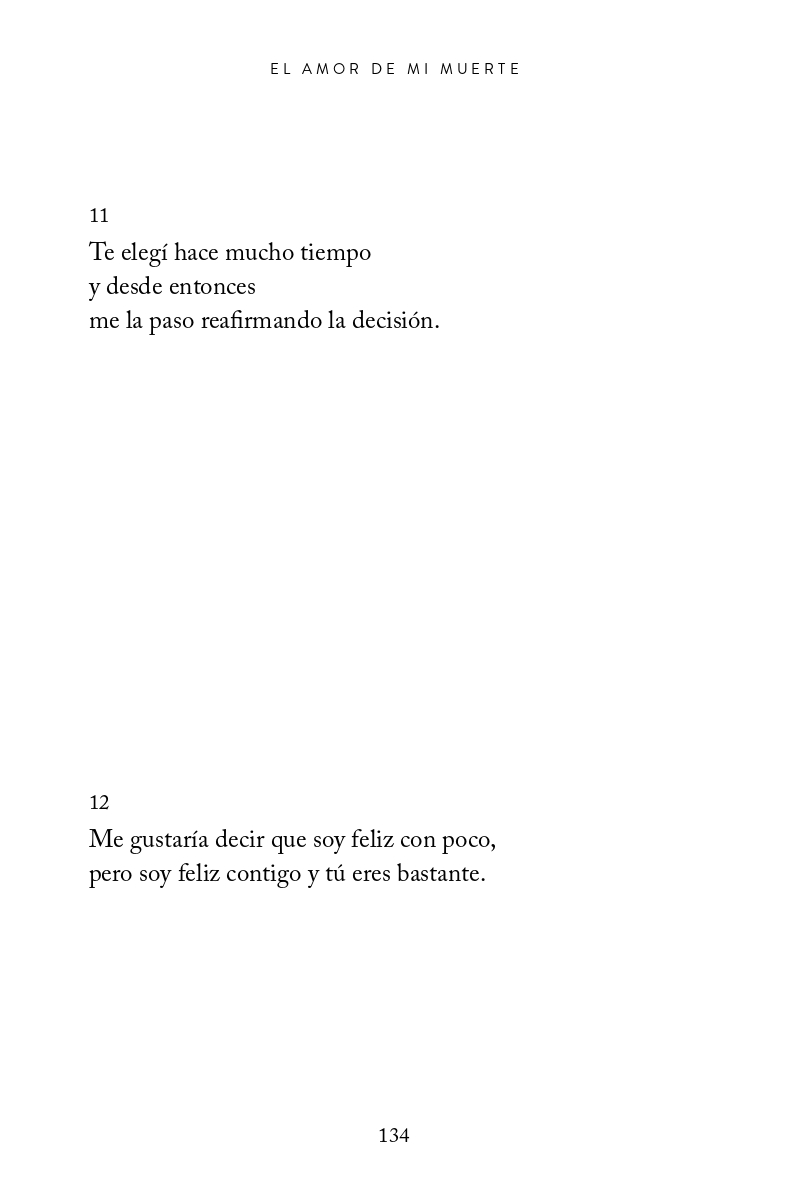 EL AMOR DE MI MUERTE
11
Te elegí hace mucho tiempo
y desde entonces
me la paso reafirmando la decisión.
12
Me gustaría decir que soy feliz con poco,
pero soy feliz contigo y tú eres bastante.
134